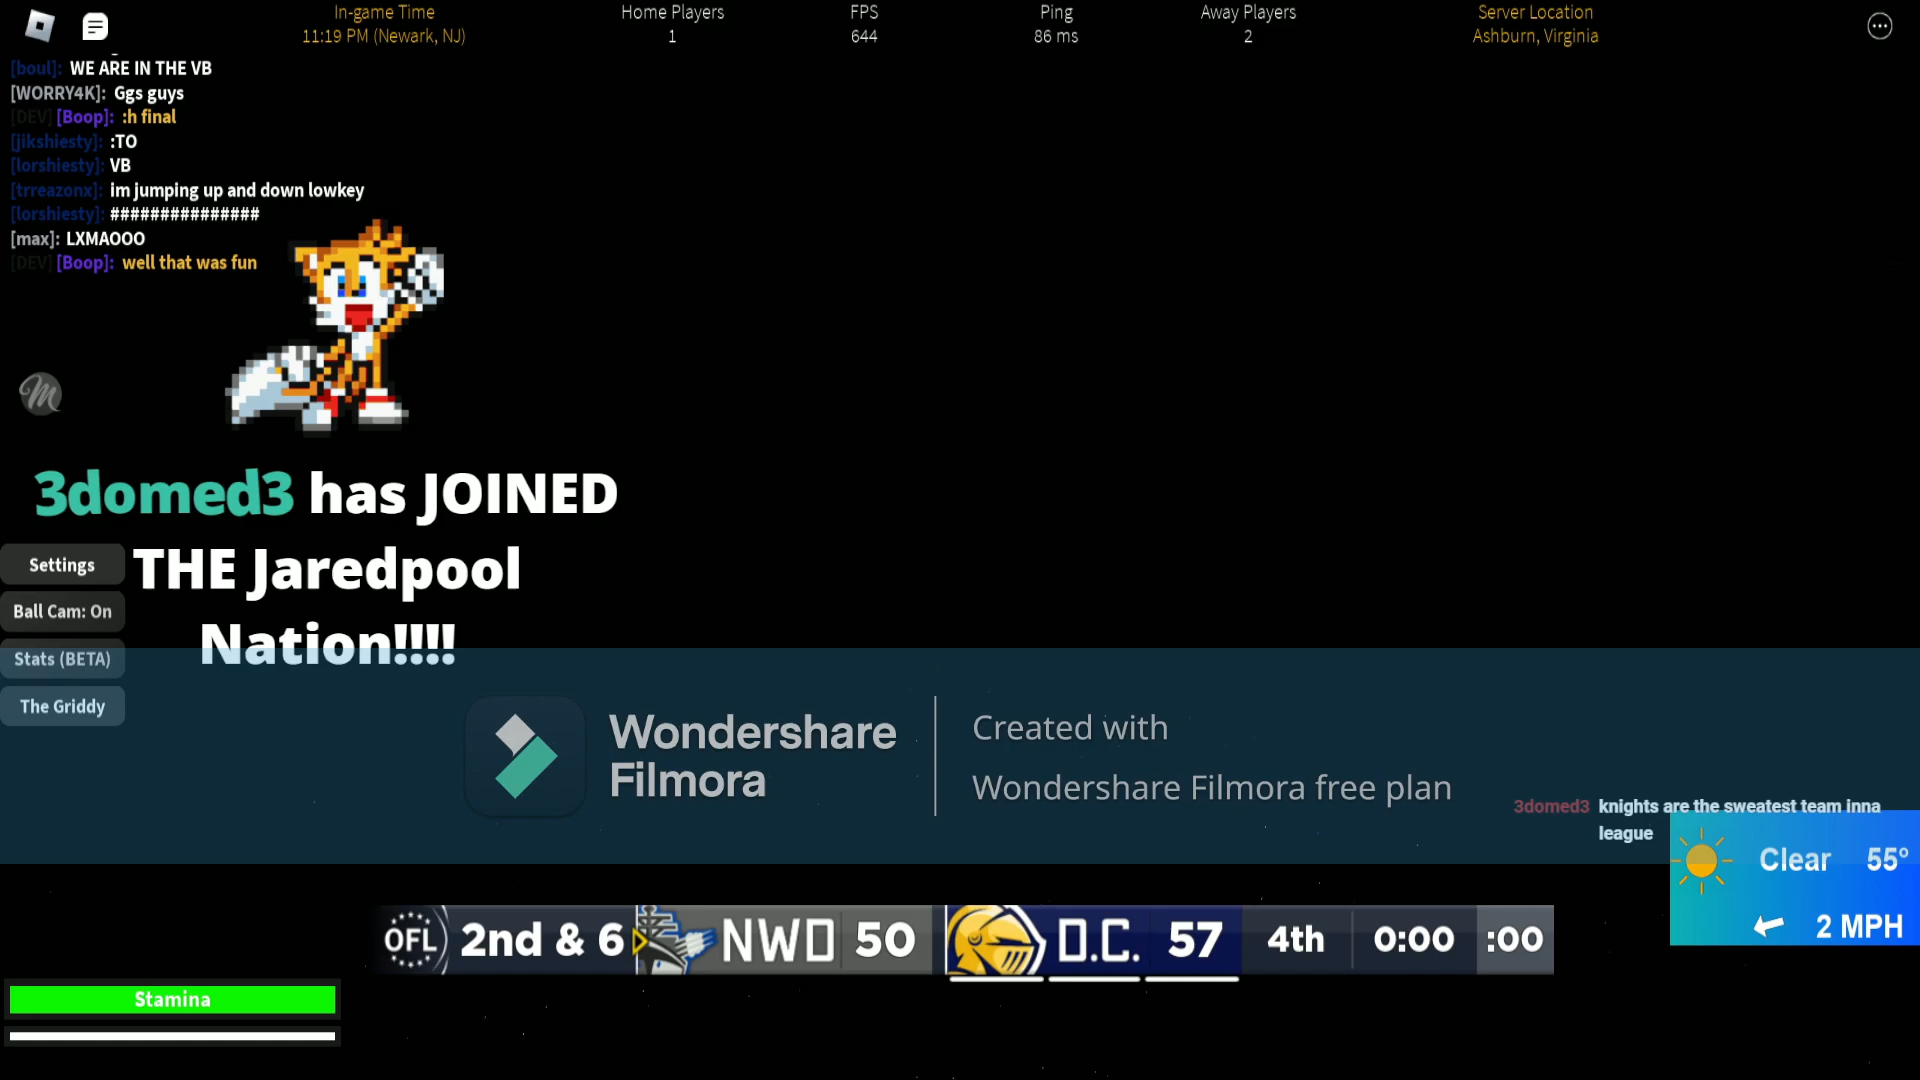 In-game Time
11:19 PM (Newark, NJ)
Home Players
1
FPS
644
Ping
86 ms
Away Players
2
Server Location
Ashburn, Virginia
[boul]: WE ARE IN THE VB
[WORRY4K]: Ggs guys
[DEV] [Boop]: :h final
[jikshiesty]: :TO
[lorshiesty]: VB
[trreazonx]: im jumping up and down lowkey
[lorshiesty]: ###############
[max]: LXMAOOO
[DEV] [Boop]: well that was fun
3domed3 has JOINED
THE Jaredpool
Nation!!!!
Settings
Ball Cam: On
Stats (BETA)
The Griddy
Wondershare
Filmora
Created with
Wondershare Filmora free plan
3domed3 knights are the sweatest team inna
league
Clear 55°
2 MPH
OFL 2nd & 6 NWD 50 D.C. 57 4th 0:00 :00
Stamina